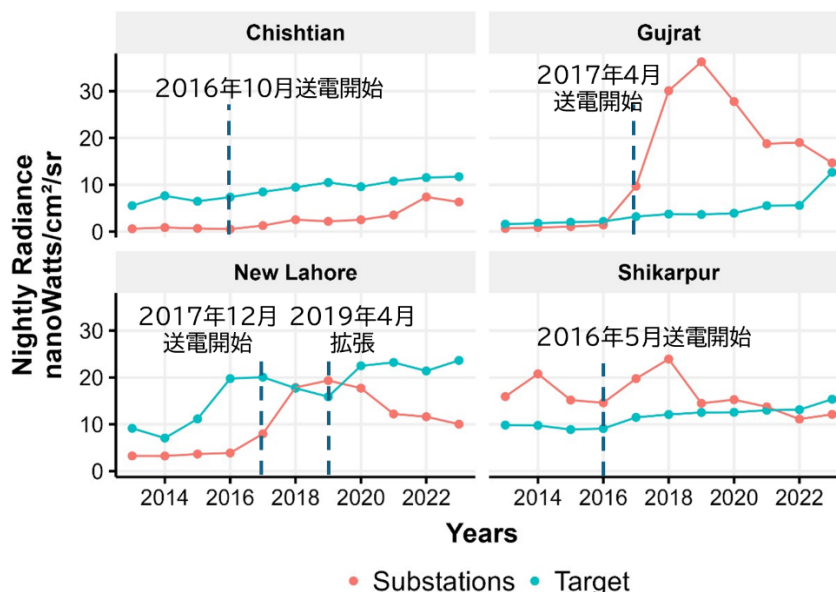 Chishtian
Gujrat
2016年10月送電開始
2017年4月
送電開始
30
20
10
0
New Lahore
Shikarpur
2017年12月
送電開始
2019年4月
拡張
2016年5月送電開始
30
20
10
0
2014 2016 2018 2020 2022
2014 2016 2018 2020 2022
Nightly Radiance
nanoWatts/cm²/sr
Years
Substations Target